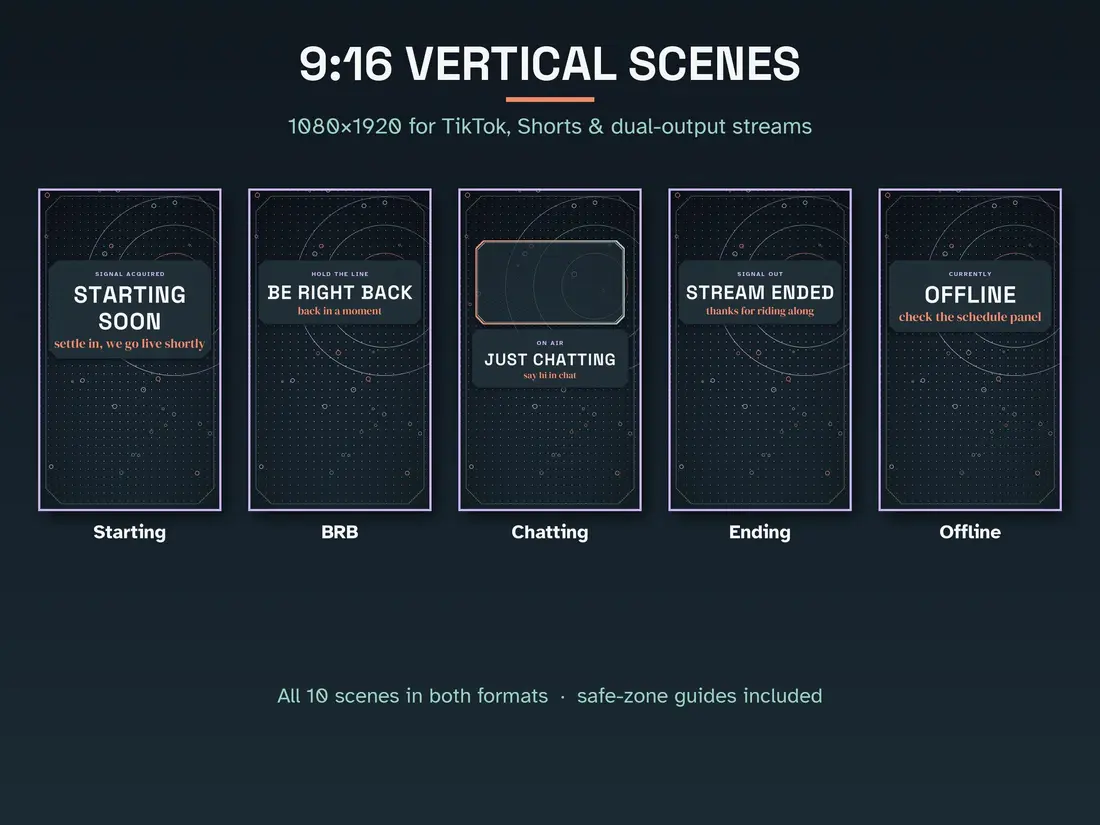 9:16 VERTICAL SCENES
1080×1920 for TikTok, Shorts & dual-output streams
SIGNAL ACQUIRED
STARTING
SOON
settle in, we go live shortly
HOLD THE LINE
BE RIGHT BACK
back in a moment
ON AIR
JUST CHATTING
say hi in chat
SIGNAL OUT
STREAM ENDED
thanks for riding along
CURRENTLY
OFFLINE
check the schedule panel
Starting
BRB
Chatting
Ending
Offline
All 10 scenes in both formats · safe-zone guides included